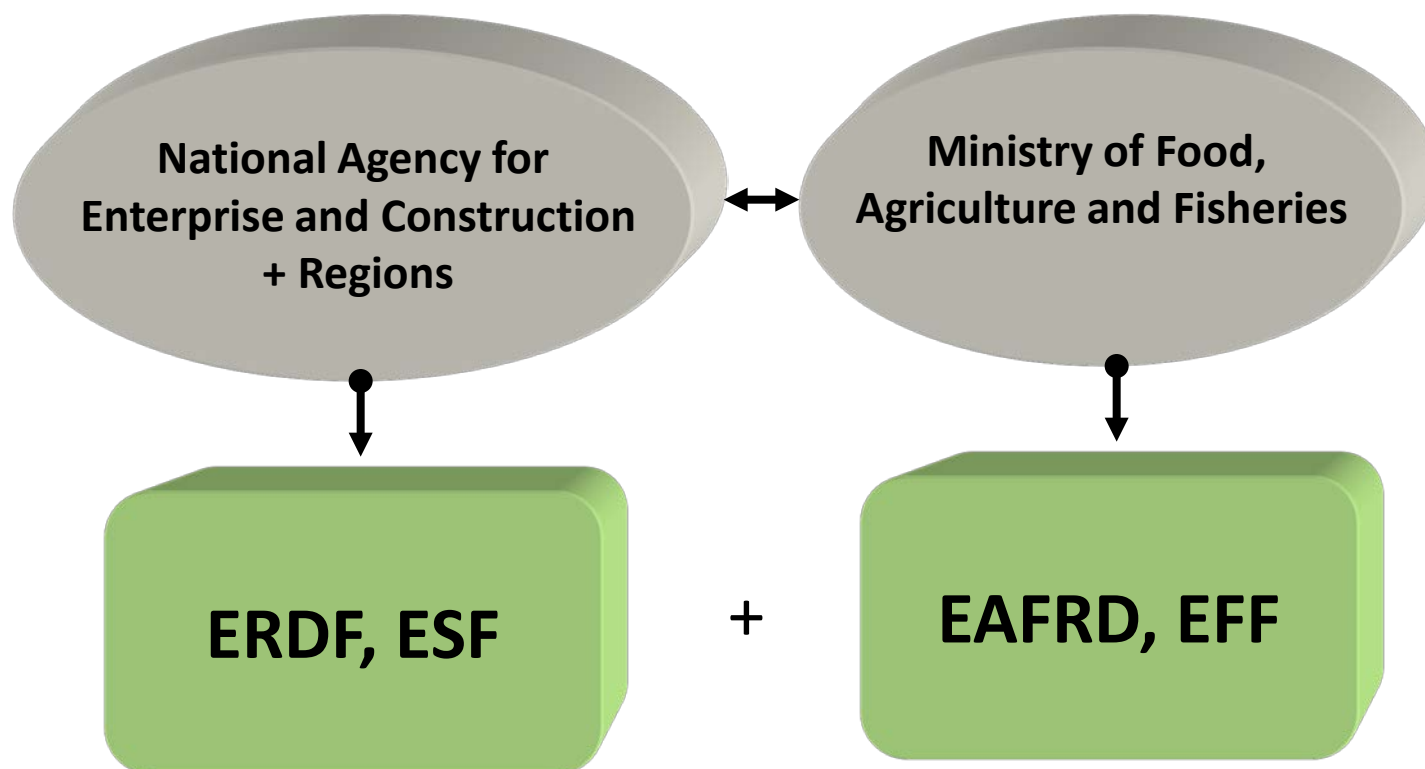 National Agency for
Enterprise and Construction
+ Regions
Ministry of Food,
Agriculture and Fisheries
ERDF, ESF
+
EAFRD, EFF